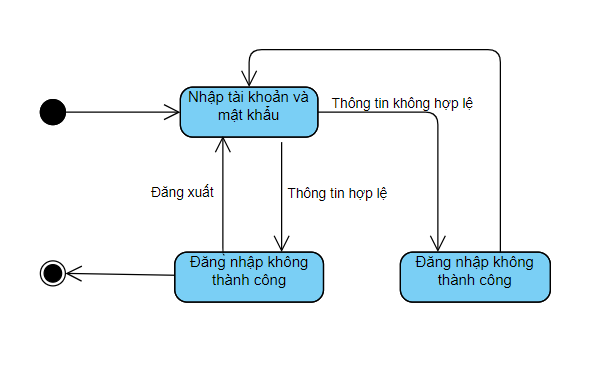 Nhập tài khoản và
mật khẩu
Thông tin không hợp lệ
Đăng xuất
Thông tin hợp lệ
Đăng nhập không
thành công
Đăng nhập không
thành công